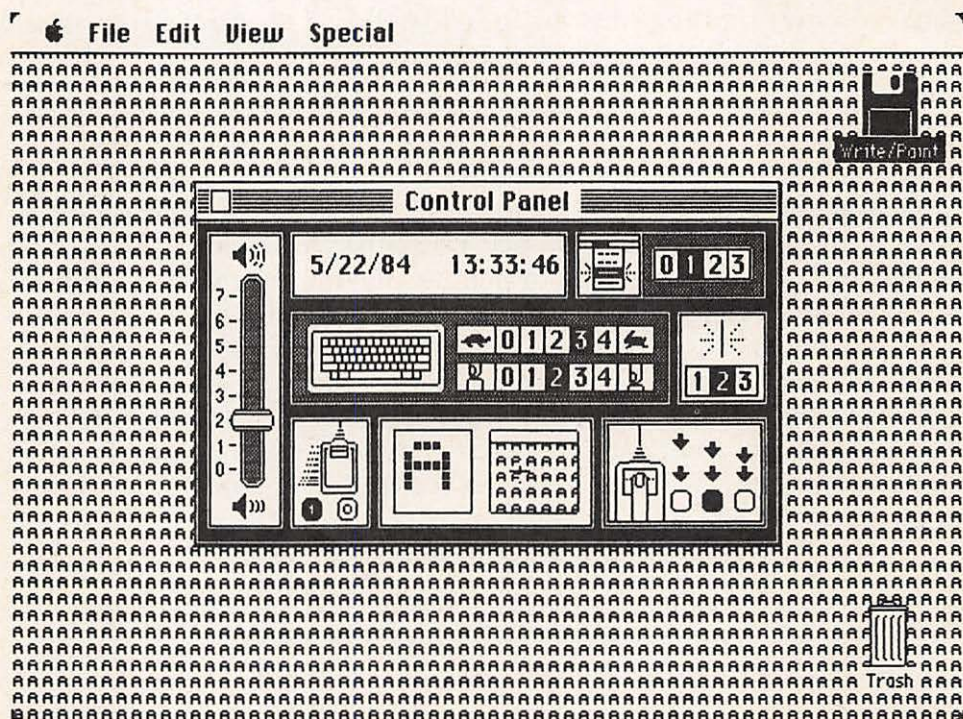 File Edit View Special
Write/Paint
Control Panel
5/22/84 13:33:46
0 1 2 3
7
6
5
4
3
2
1
0
0 1 2 3 4
0 1 2 3 4
1 2 3
1 0
A
Trash